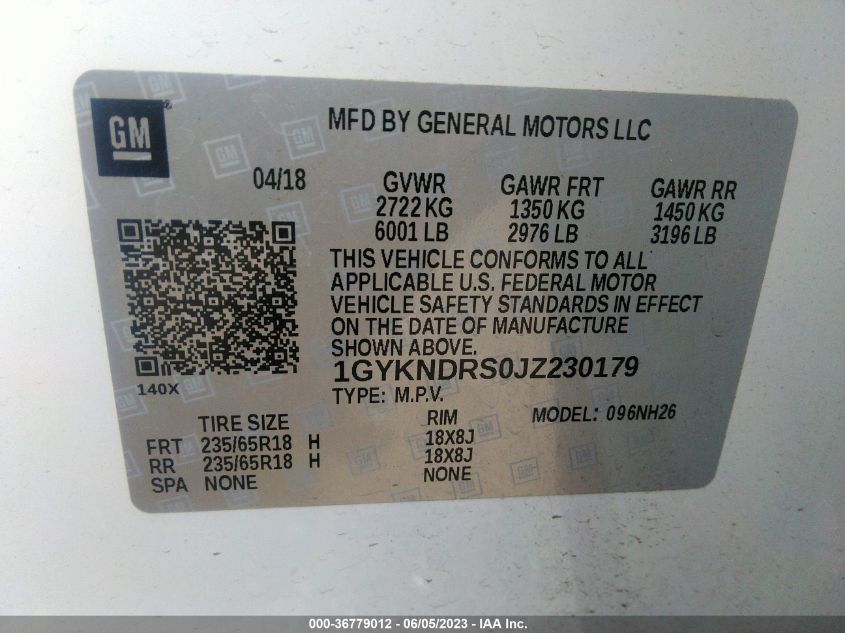 GM ®
MFD BY GENERAL MOTORS LLC
04/18 GVWR GAWR FRT GAWR RR
2722 KG 1350 KG 1450 KG
6001 LB 2976 LB 3196 LB
THIS VEHICLE CONFORMS TO ALL
APPLICABLE U.S. FEDERAL MOTOR
VEHICLE SAFETY STANDARDS IN EFFECT
ON THE DATE OF MANUFACTURE
SHOWN ABOVE.
1GYKNDRS0JZ230179
140X
TYPE: M.P.V.
TIRE SIZE RIM MODEL: 096NH26
FRT 235/65R18 H 18X8J
RR 235/65R18 H 18X8J
SPA NONE NONE
000-36779012 - 06/05/2023 - IAA Inc.